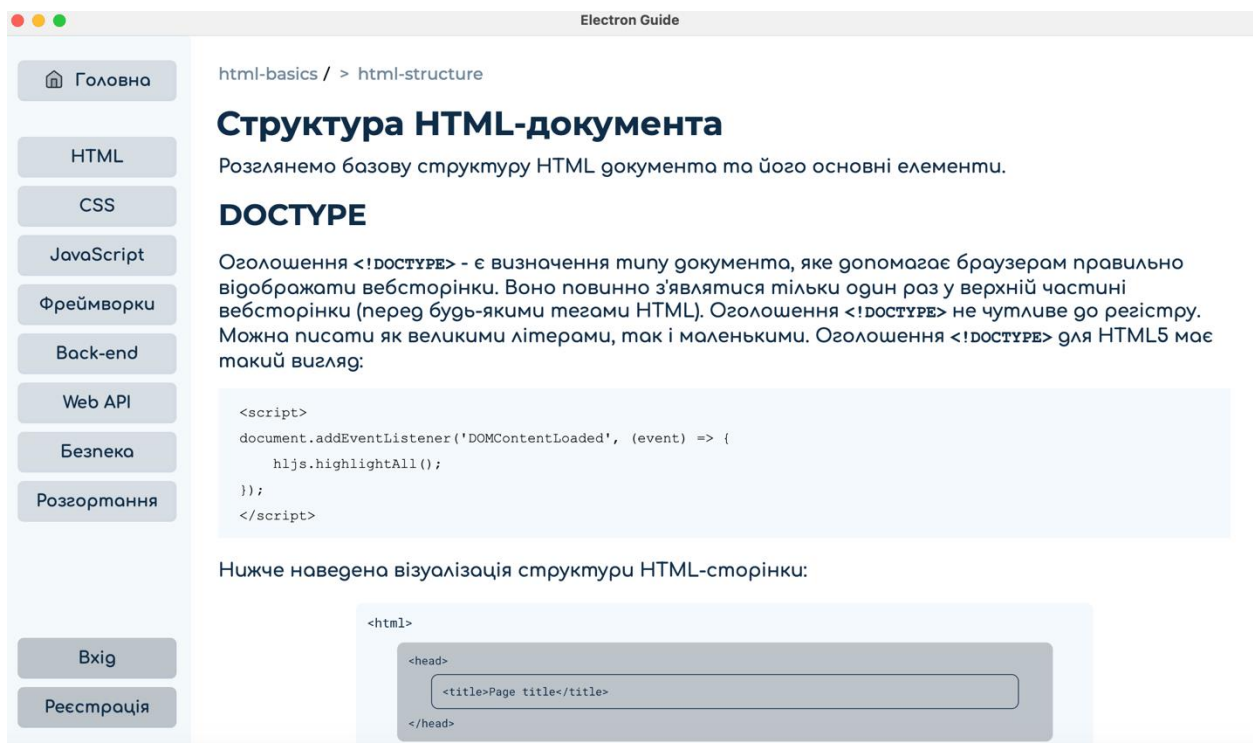 Electron Guide
Головна
HTML
CSS
JavaScript
Фреймворки
Back-end
Web API
Безпека
Розгортання
Вхід
Реєстрація
html-basics / > html-structure
Структура HTML-документа
Розглянемо базову структуру HTML документа та його основні елементи.
DOCTYPE
Оголошення <!DOCTYPE> - є визначення типу документа, яке допомагає браузерам правильно
відображати вебсторінки. Воно повинно з'являтися тільки один раз у верхній частині
вебсторінки (перед будь-якими тегами HTML). Оголошення <!DOCTYPE> не чутливе до регістру.
Можна писати як великими літерами, так і маленькими. Оголошення <!DOCTYPE> для HTML5 має
такий вигляд:
<script>
document.addEventListener('DOMContentLoaded', (event) => {
hljs.highlightAll();
});
</script>
Нижче наведена візуалізація структури HTML-сторінки:
<html>
<head>
<title>Page title</title>
</head>